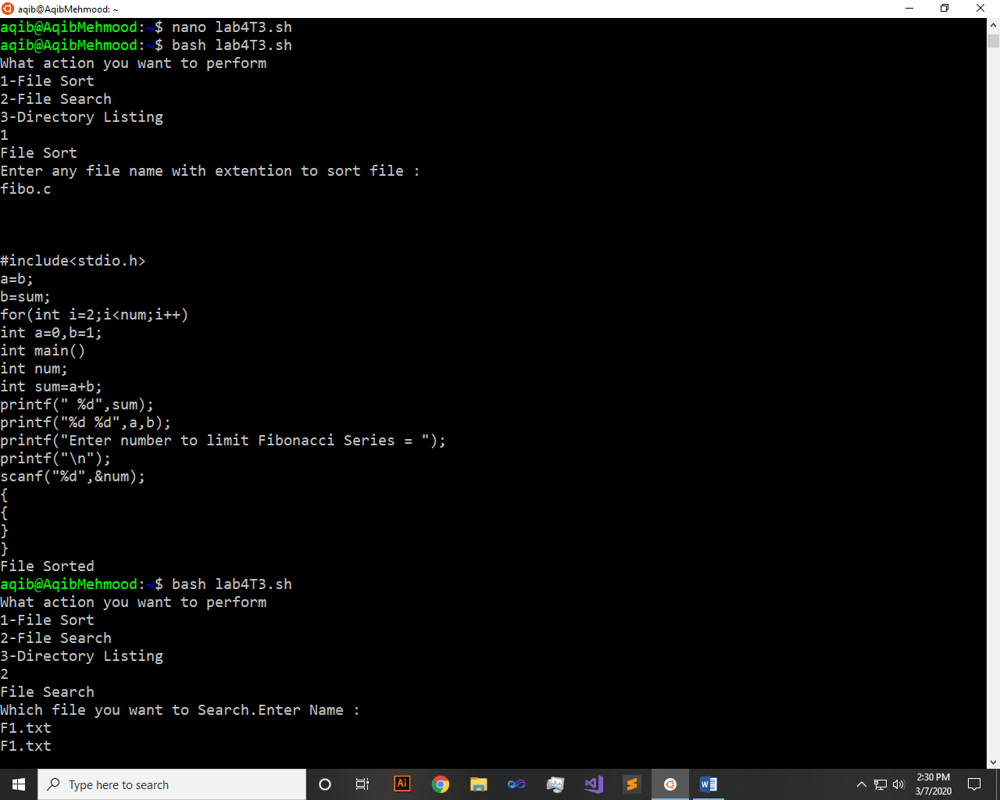 aqib@AqibMehmood: ~
aqib@AqibMehmood:~$ nano lab4T3.sh
aqib@AqibMehmood:~$ bash lab4T3.sh
What action you want to perform
1-File Sort
2-File Search
3-Directory Listing
1
File Sort
Enter any file name with extention to sort file :
fibo.c
#include<stdio.h>
a=b;
b=sum;
for(int i=2;i<num;i++)
int a=0,b=1;
int main()
int num;
int sum=a+b;
printf(" %d",sum);
printf("%d %d",a,b);
printf("Enter number to limit Fibonacci Series = ");
printf("\n");
scanf("%d",&num);
{
{
}
}
File Sorted
aqib@AqibMehmood:~$ bash lab4T3.sh
What action you want to perform
1-File Sort
2-File Search
3-Directory Listing
2
File Search
Which file you want to Search.Enter Name :
F1.txt
F1.txt
Type here to search
Ai
2:30 PM
3/7/2020